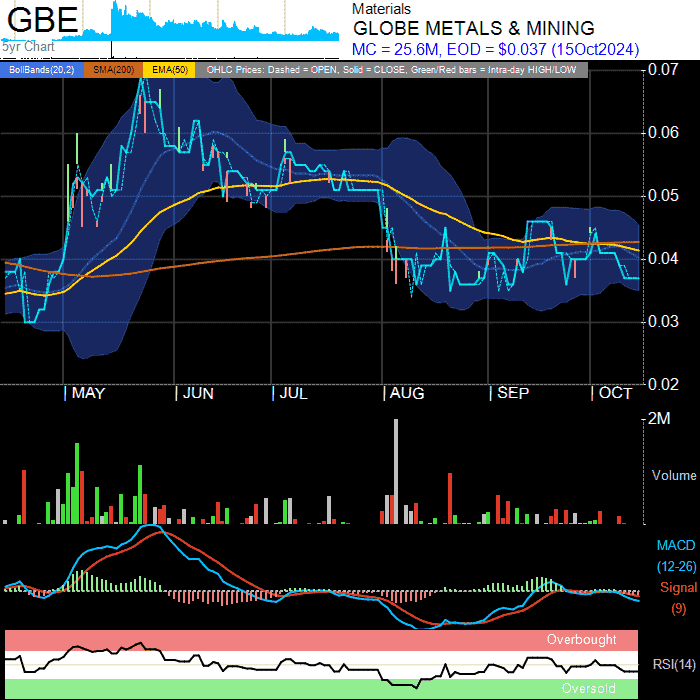 GBE
5yr Chart
Materials
GLOBE METALS & MINING
MC = 25.6M, EOD = $0.037 (15Oct2024)
BollBands(20,2) SMA(200) EMA(50) OHLC Prices: Dashed = OPEN, Solid = CLOSE, Green/Red bars = Intra-day HIGH/LOW
0.07
0.06
0.05
0.04
0.03
0.02
MAY JUN JUL AUG SEP OCT
2M
Volume
MACD
(12-26)
Signal
(9)
Overbought
RSI(14)
Oversold